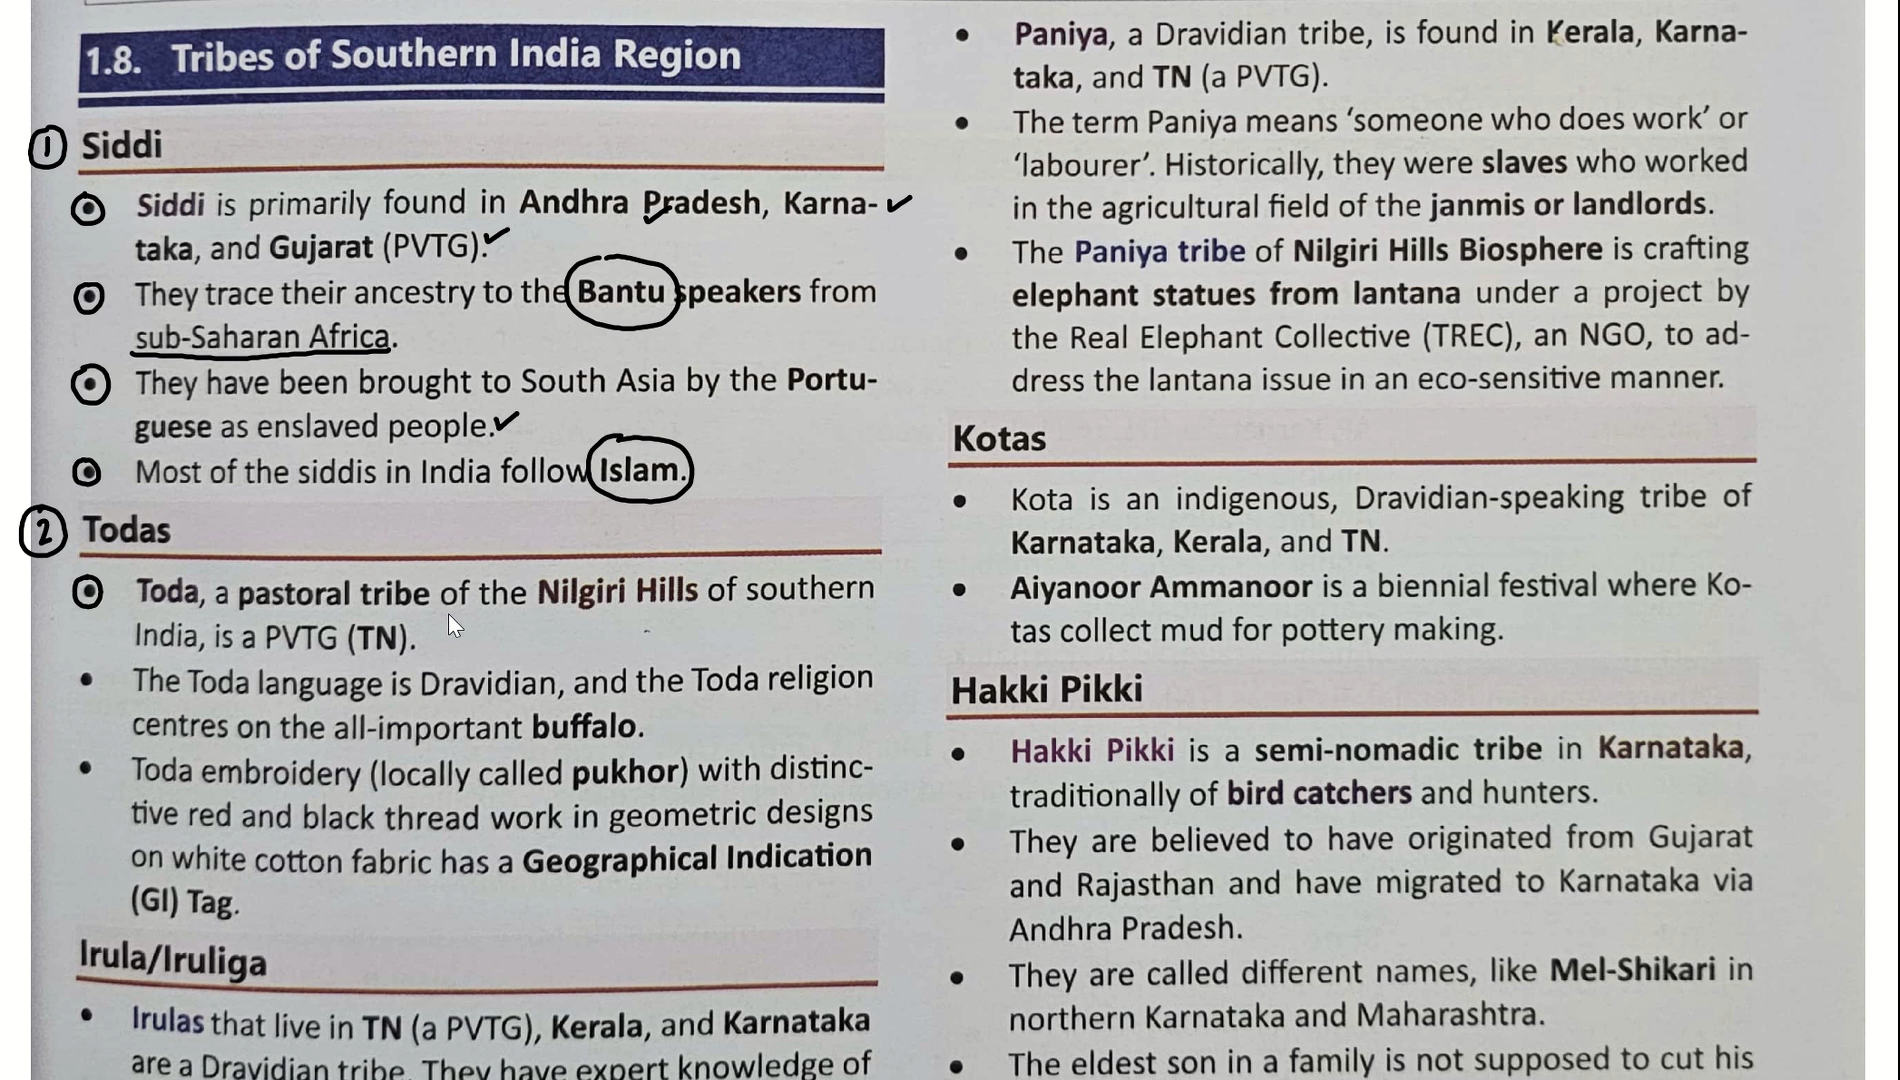 1.8. Tribes of Southern India Region
1 Siddi
Siddi is primarily found in Andhra Pradesh, Karna-
taka, and Gujarat (PVTG).
They trace their ancestry to the Bantu speakers from
sub-Saharan Africa.
They have been brought to South Asia by the Portu-
guese as enslaved people.
Most of the siddis in India follow Islam.
2 Todas
Toda, a pastoral tribe of the Nilgiri Hills of southern
India, is a PVTG (TN).
• The Toda language is Dravidian, and the Toda religion
centres on the all-important buffalo.
• Toda embroidery (locally called pukhor) with distinc-
tive red and black thread work in geometric designs
on white cotton fabric has a Geographical Indication
(GI) Tag.
Irula/Iruliga
• Irulas that live in TN (a PVTG), Kerala, and Karnataka
are a Dravidian tribe. They have expert knowledge of
• Paniya, a Dravidian tribe, is found in Kerala, Karna-
taka, and TN (a PVTG).
• The term Paniya means ‘someone who does work’ or
‘labourer’. Historically, they were slaves who worked
in the agricultural field of the janmis or landlords.
• The Paniya tribe of Nilgiri Hills Biosphere is crafting
elephant statues from lantana under a project by
the Real Elephant Collective (TREC), an NGO, to ad-
dress the lantana issue in an eco-sensitive manner.
Kotas
• Kota is an indigenous, Dravidian-speaking tribe of
Karnataka, Kerala, and TN.
• Aiyanoor Ammanoor is a biennial festival where Ko-
tas collect mud for pottery making.
Hakki Pikki
• Hakki Pikki is a semi-nomadic tribe in Karnataka,
traditionally of bird catchers and hunters.
• They are believed to have originated from Gujarat
and Rajasthan and have migrated to Karnataka via
Andhra Pradesh.
• They are called different names, like Mel-Shikari in
northern Karnataka and Maharashtra.
• The eldest son in a family is not supposed to cut his